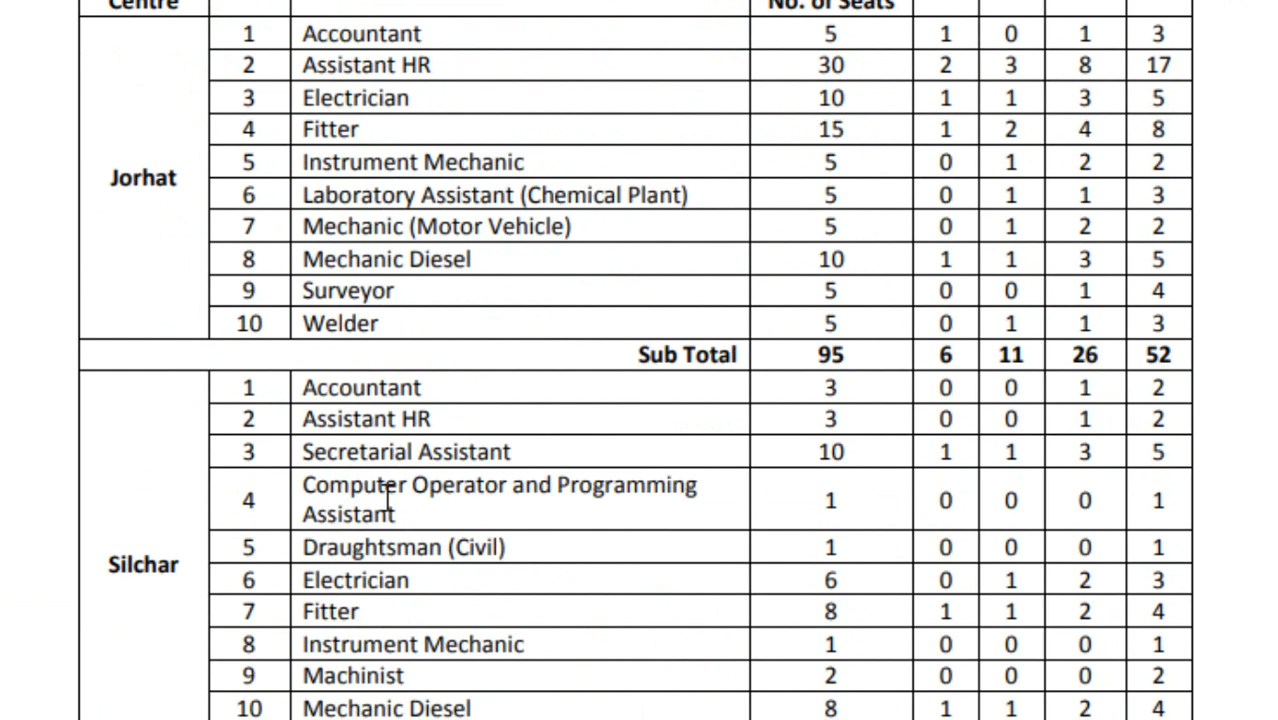 Centre No. of Seats
1 Accountant 5 1 0 1 3
2 Assistant HR 30 2 3 8 17
3 Electrician 10 1 1 3 5
4 Fitter 15 1 2 4 8
Jorhat
5 Instrument Mechanic 5 0 1 2 2
6 Laboratory Assistant (Chemical Plant) 5 0 1 1 3
7 Mechanic (Motor Vehicle) 5 0 1 2 2
8 Mechanic Diesel 10 1 1 3 5
9 Surveyor 5 0 0 1 4
10 Welder 5 0 1 1 3
Sub Total 95 6 11 26 52
1 Accountant 3 0 0 1 2
2 Assistant HR 3 0 0 1 2
3 Secretarial Assistant 10 1 1 3 5
4 Computer Operator and Programming
Assistant 1 0 0 0 1
5 Draughtsman (Civil) 1 0 0 0 1
Silchar
6 Electrician 6 0 1 2 3
7 Fitter 8 1 1 2 4
8 Instrument Mechanic 1 0 0 0 1
9 Machinist 2 0 0 0 2
10 Mechanic Diesel 8 1 1 2 4